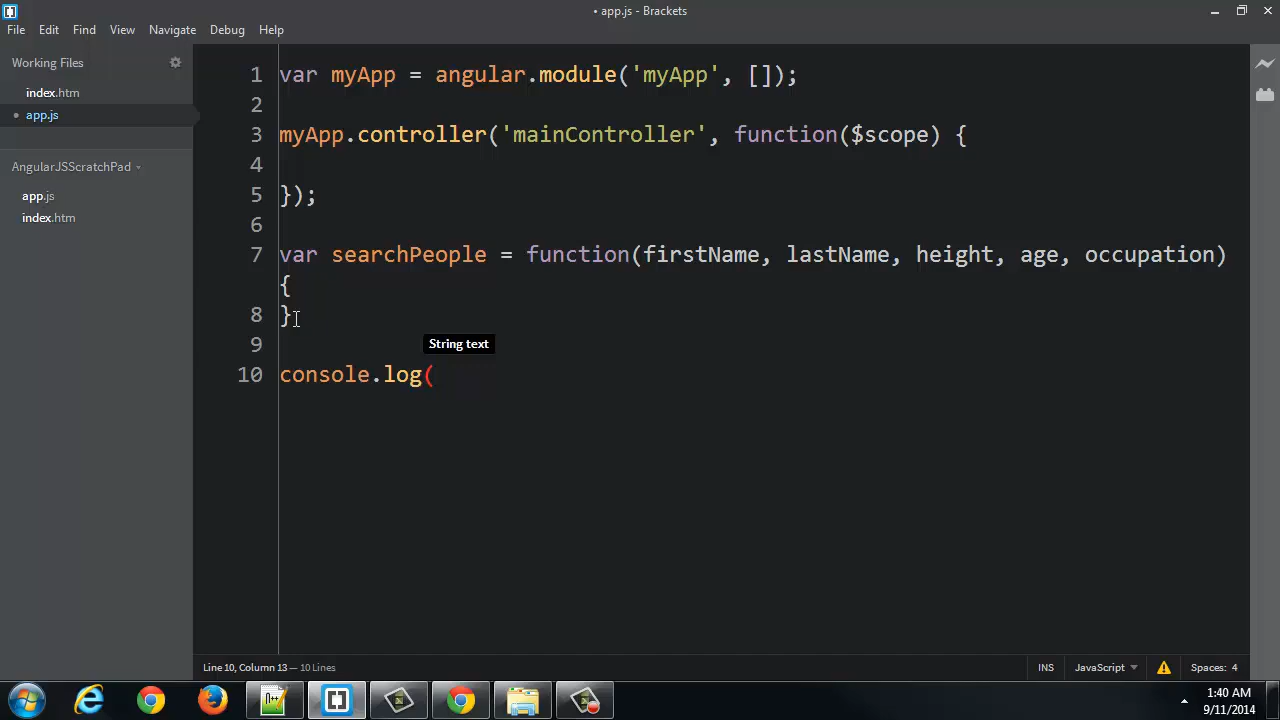 • app.js - Brackets
File Edit Find View Navigate Debug Help
Working Files
index.htm
• app.js
AngularJSScratchPad
app.js
index.htm
1 var myApp = angular.module('myApp', []);
2
3 myApp.controller('mainController', function($scope) {
4
5 });
6
7 var searchPeople = function(firstName, lastName, height, age, occupation)
{
8 }
9
String text
10 console.log(
Line 10, Column 13 — 10 Lines
INS JavaScript Spaces: 4
1:40 AM
9/11/2014